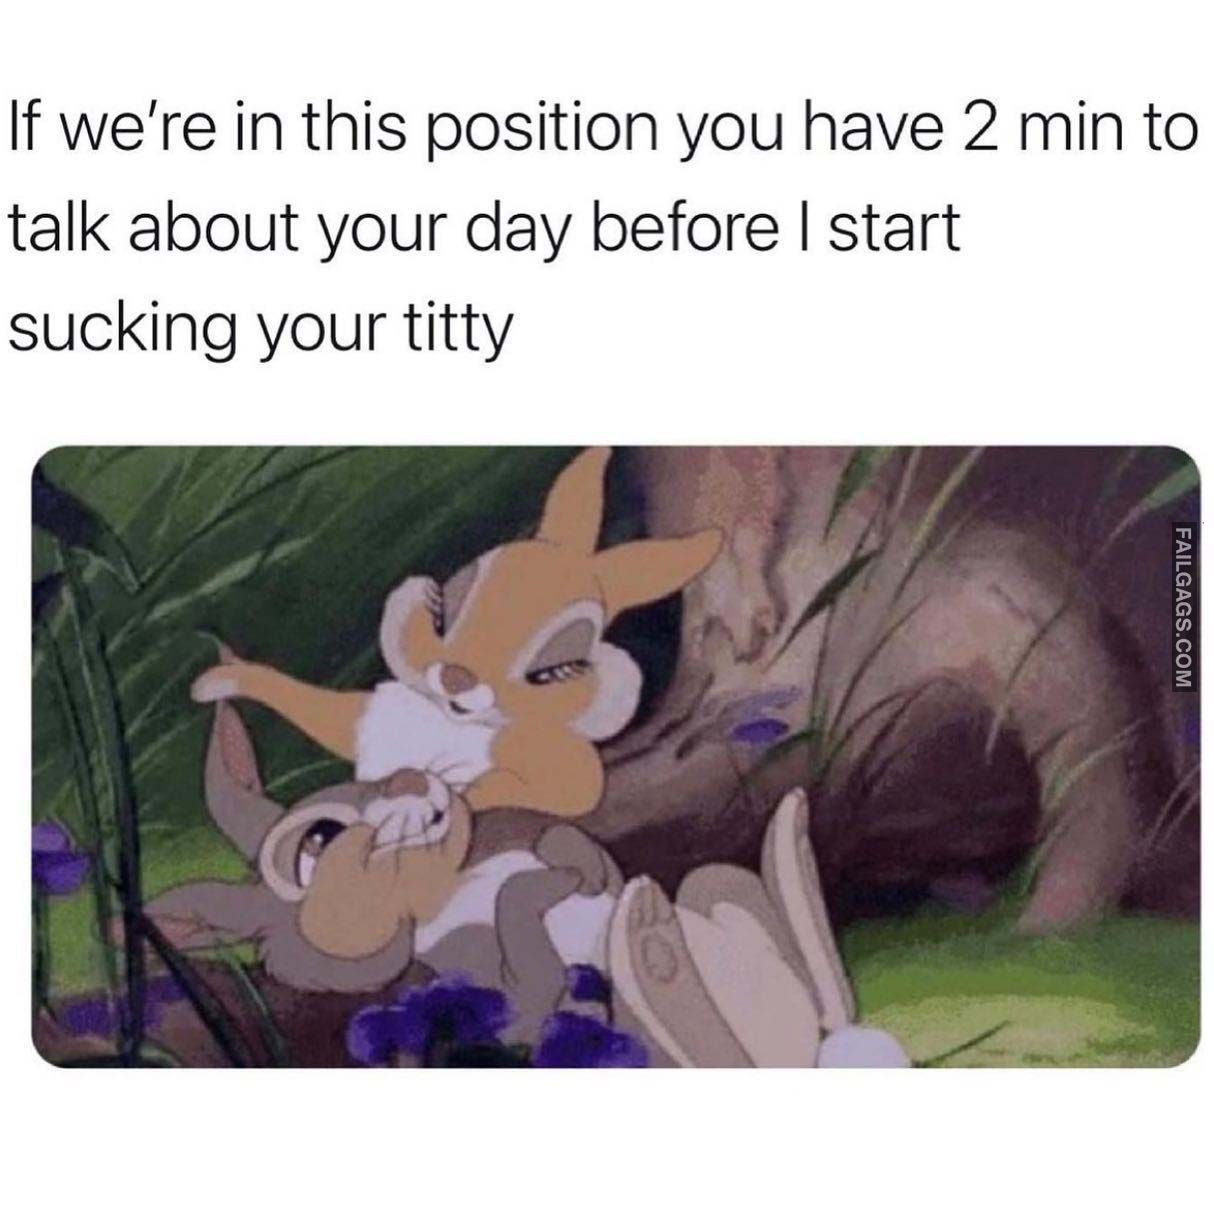 If we're in this position you have 2 min to
talk about your day before I start
sucking your titty
FAILGAGS.COM